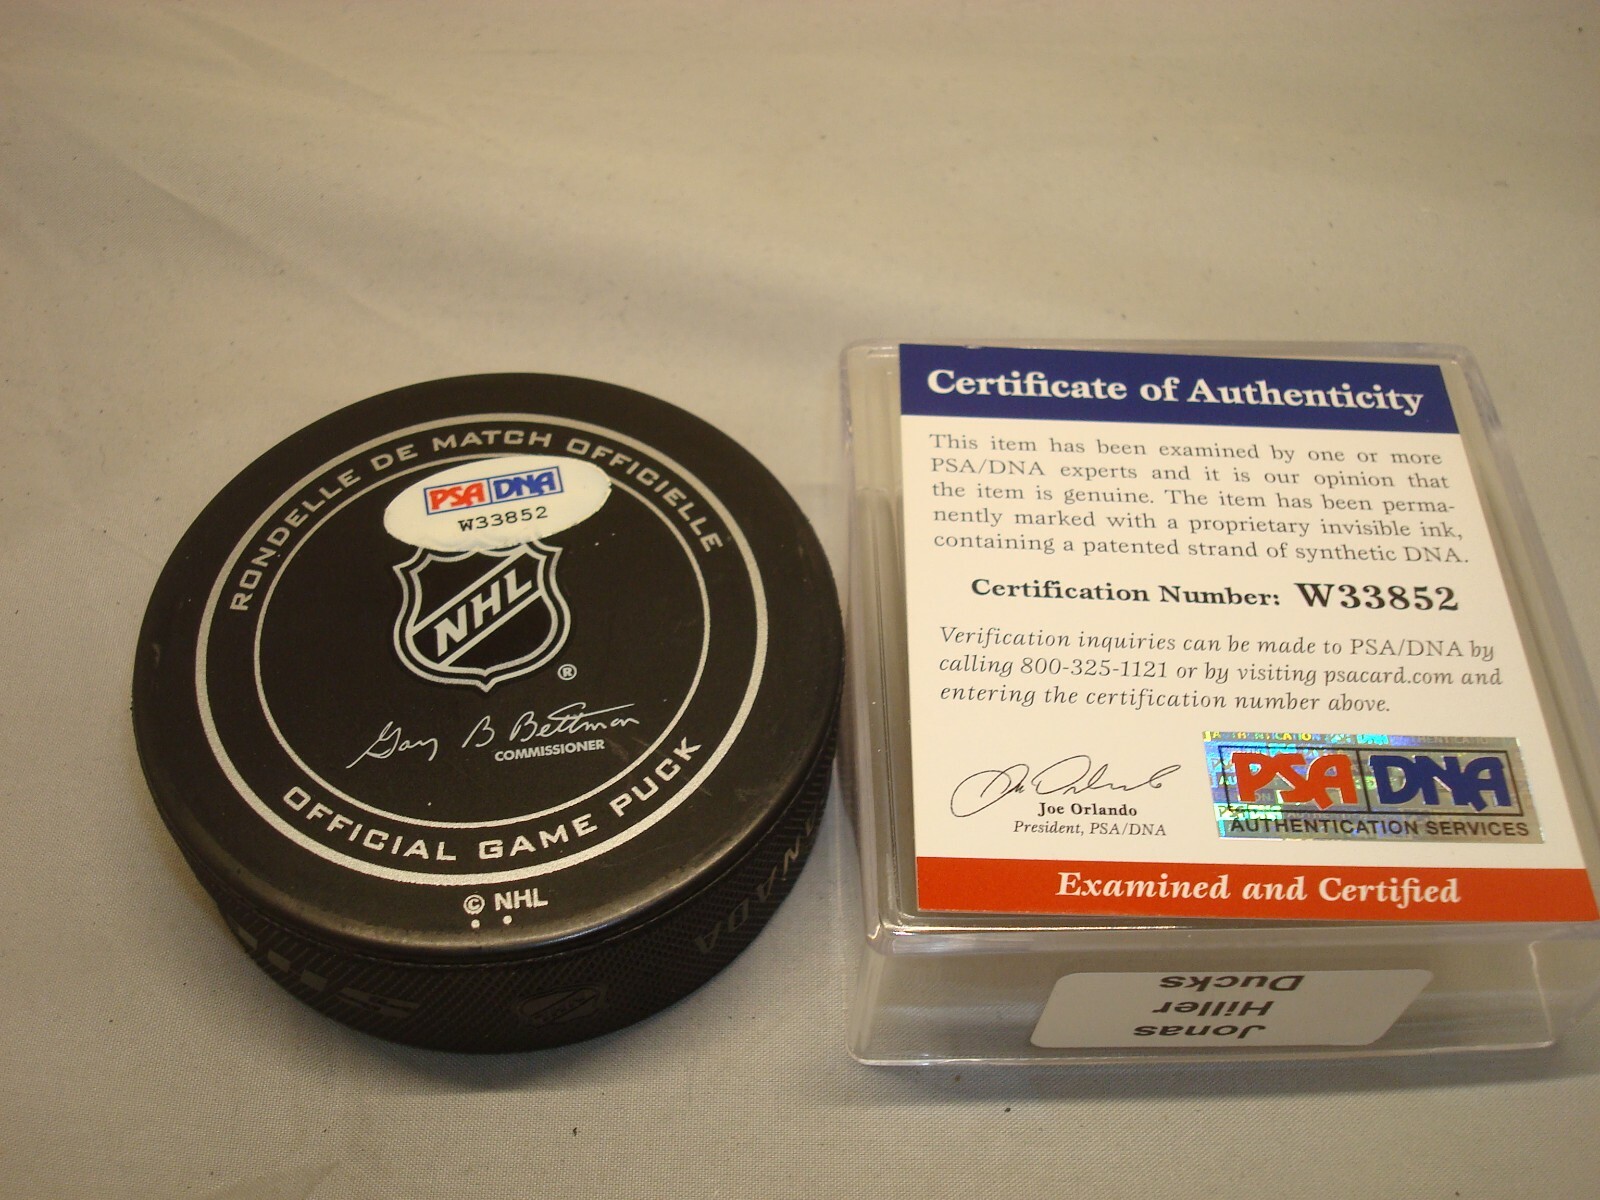 RONDELLE DE MATCH OFFICIELLE
PSA DNA
W33852
NHL
®
Gary B Bettman
COMMISSIONER
OFFICIAL GAME PUCK
© NHL
Certificate of Authenticity
This item has been examined by one or more
PSA/DNA experts and it is our opinion that
the item is genuine. The item has been perma-
nently marked with a proprietary invisible ink,
containing a patented strand of synthetic DNA.
Certification Number: W33852
Verification inquiries can be made to PSA/DNA by
calling 800-325-1121 or by visiting psacard.com and
entering the certification number above.
Joe Orlando
President, PSA/DNA
PSA DNA
AUTHENTICATION SERVICES
Examined and Certified
Jonas
Hiller
Ducks